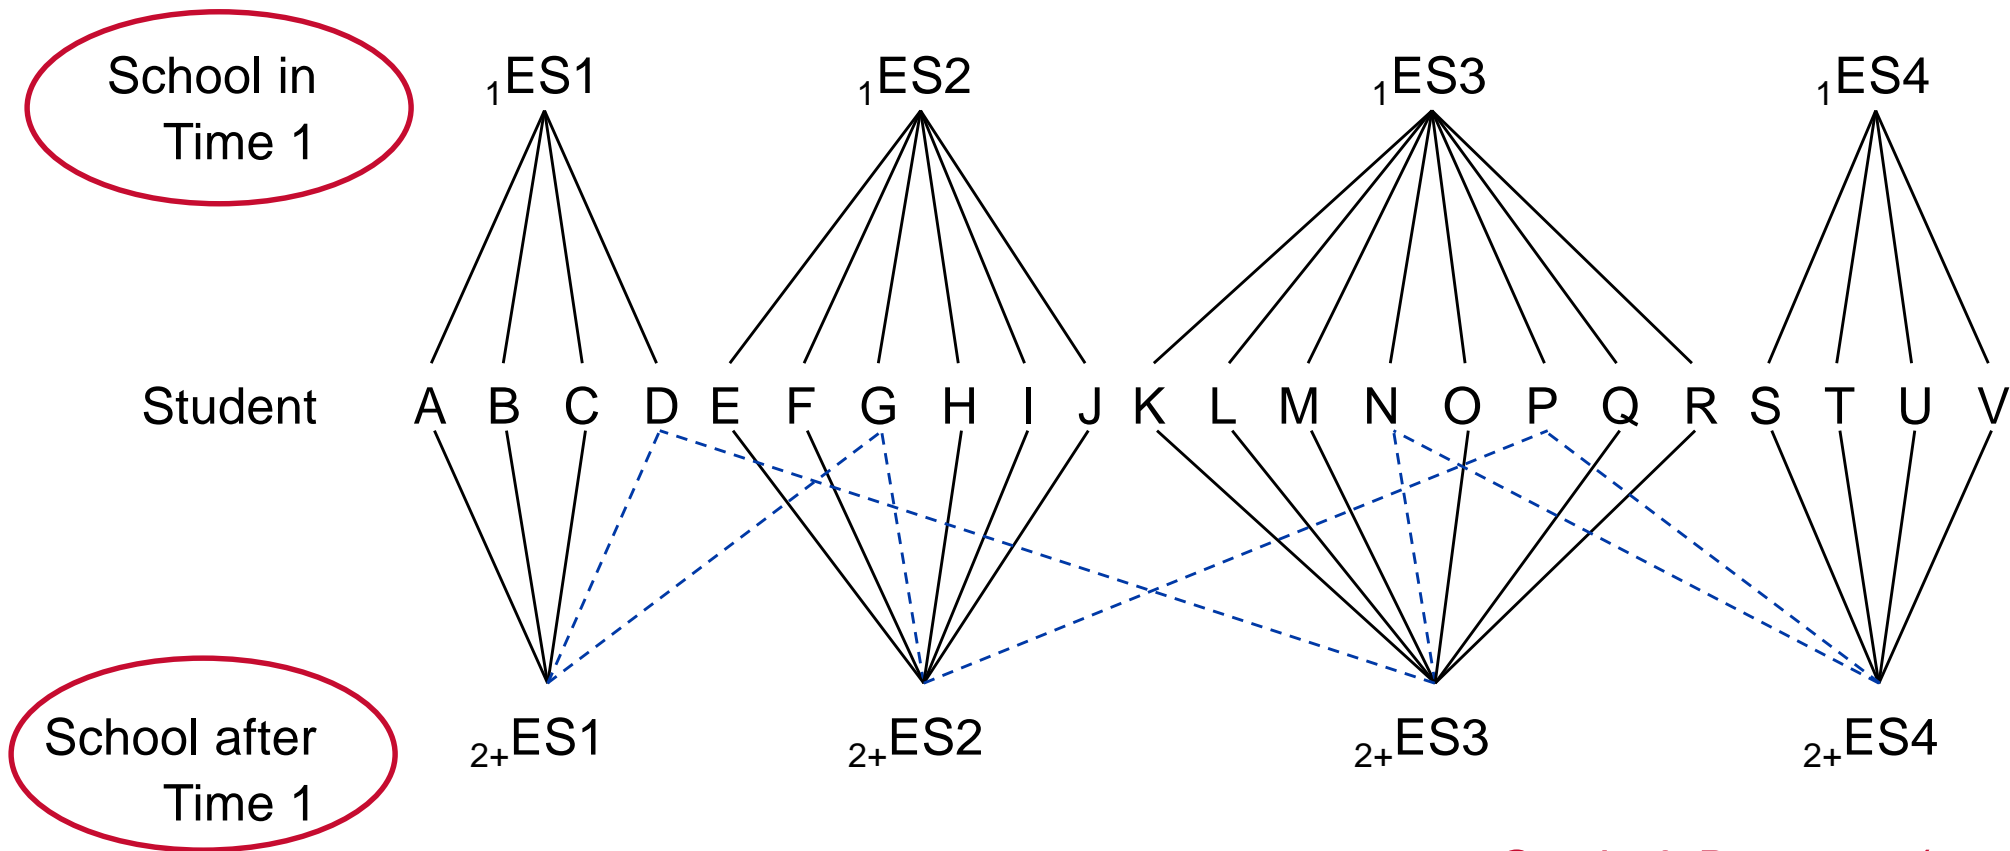 School in
Time 1
₁ES1 ₁ES2 ₁ES3 ₁ES4
Student A B C D E F G H I J K L M N O P Q R S T U V
School after
Time 1
₂₊ES1 ₂₊ES2 ₂₊ES3 ₂₊ES4